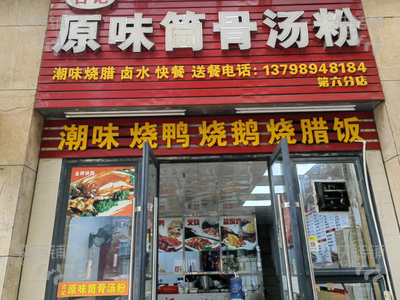 原味筒骨汤粉
潮味烧腊 卤水 快餐 送餐电话：13798948184
第六分店
潮味 烧鸭 烧鹅 烧腊饭
原味筒骨汤粉